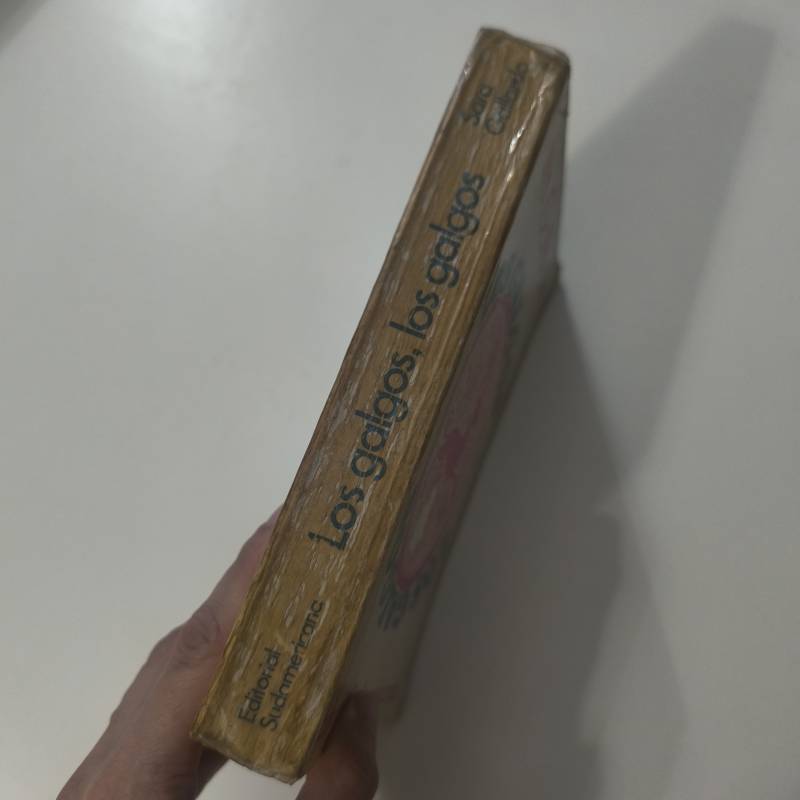 Sara
Gallardo
Los galgos, los galgos
Editorial
Sudamericana